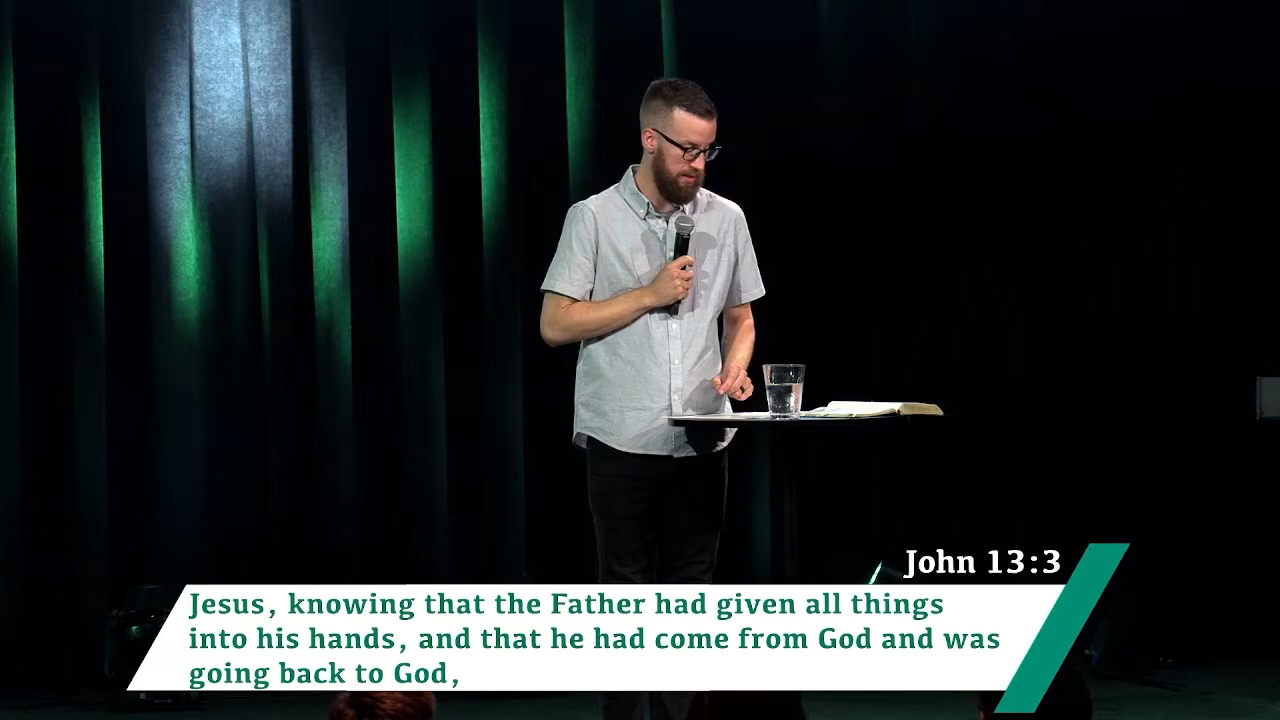 John 13:3
Jesus, knowing that the Father had given all things
into his hands, and that he had come from God and was
going back to God,